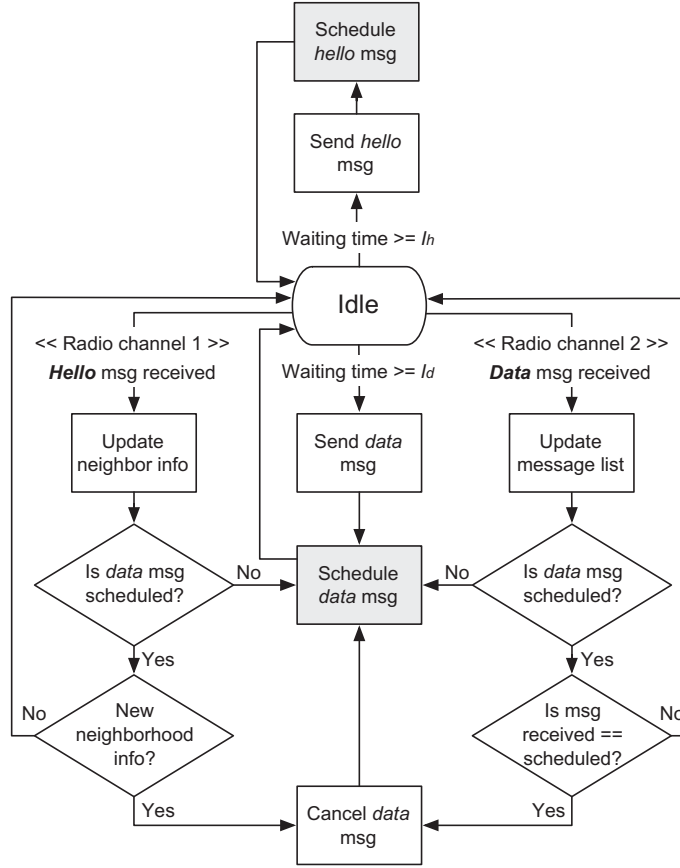 Schedule
hello msg
Send hello
msg
Waiting time >= Ih
Idle
<< Radio channel 1 >>
Hello msg received
Waiting time >= Id
<< Radio channel 2 >>
Data msg received
Update
neighbor info
Send data
msg
Update
message list
Is data msg
scheduled?
No
Schedule
data msg
No
Is data msg
scheduled?
Yes
Yes
No
New
neighborhood
info?
Is msg
received ==
scheduled?
No
Yes
Cancel data
msg
Yes